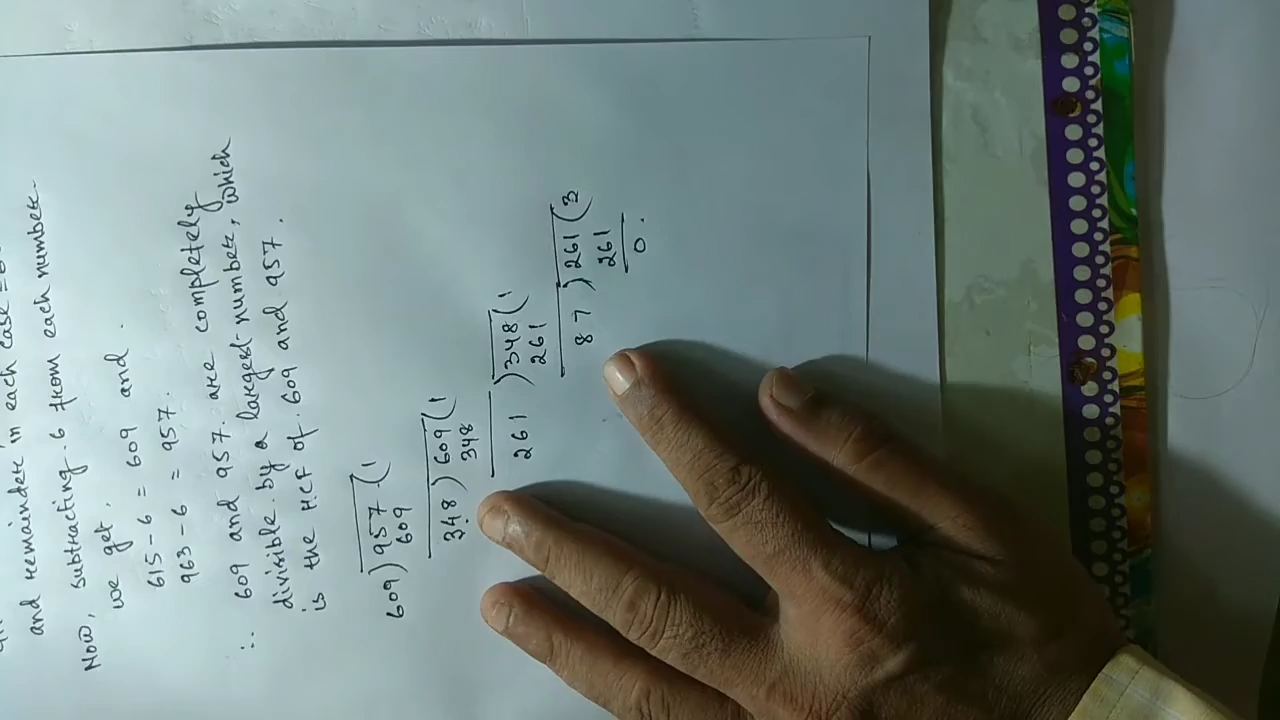 and remainder in each case =
Now, subtracting 6 from each number.
we get,
615-6 = 609 and.
963-6 = 957.
∴ 609 and 957. are completely
divisible by a largest number, which
is the HCF of. 609 and 957.
609)957(1
609
348)609(1
348
261)348(1
261
87)261(3
261
0.